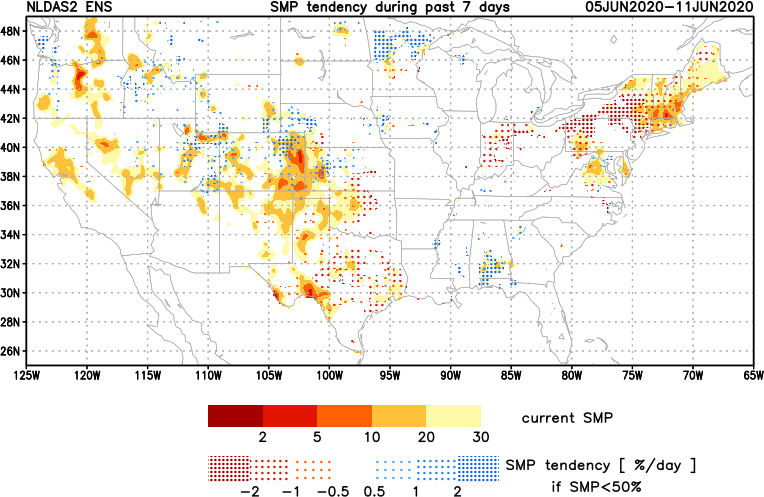 NLDAS2 ENS SMP tendency during past 7 days 05JUN2020−11JUN2020
48N
46N
44N
42N
40N
38N
36N
34N
32N
30N
28N
26N
125W 120W 115W 110W 105W 100W 95W 90W 85W 80W 75W 70W 65W
current SMP
2 5 10 20 30
SMP tendency [ %/day ]
−2 −1 −0.5 0.5 1 2
if SMP<50%